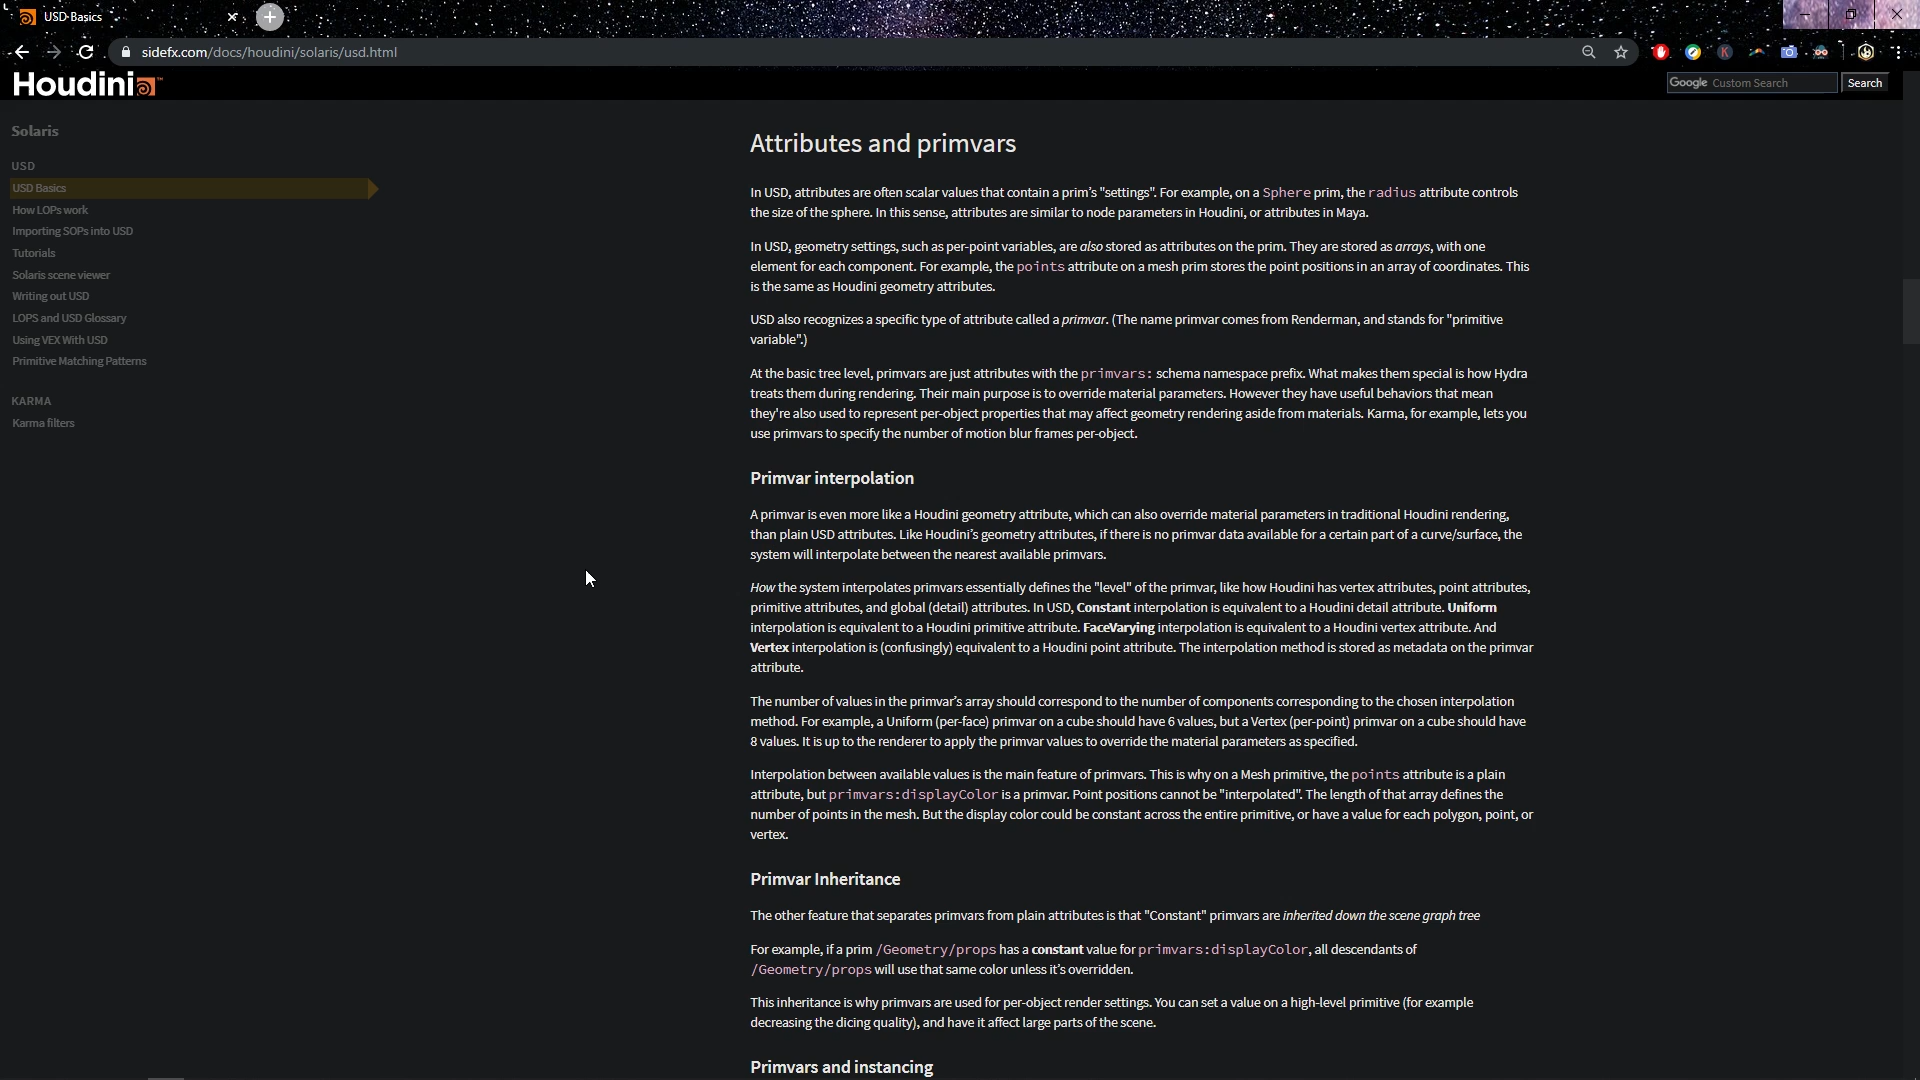 USD Basics
sidefx.com/docs/houdini/solaris/usd.html
Houdini
Google Custom Search
Search
Solaris
USD
USD Basics
How LOPs work
Importing SOPs into USD
Tutorials
Solaris scene viewer
Writing out USD
LOPS and USD Glossary
Using VEX With USD
Primitive Matching Patterns
KARMA
Karma filters
Attributes and primvars
In USD, attributes are often scalar values that contain a prim's "settings". For example, on a Sphere prim, the radius attribute controls
the size of the sphere. In this sense, attributes are similar to node parameters in Houdini, or attributes in Maya.
In USD, geometry settings, such as per-point variables, are also stored as attributes on the prim. They are stored as arrays, with one
element for each component. For example, the points attribute on a mesh prim stores the point positions in an array of coordinates. This
is the same as Houdini geometry attributes.
USD also recognizes a specific type of attribute called a primvar. (The name primvar comes from Renderman, and stands for "primitive
variable".)
At the basic tree level, primvars are just attributes with the primvars: schema namespace prefix. What makes them special is how Hydra
treats them during rendering. Their main purpose is to override material parameters. However they have useful behaviors that mean
they're also used to represent per-object properties that may affect geometry rendering aside from materials. Karma, for example, lets you
use primvars to specify the number of motion blur frames per-object.
Primvar interpolation
A primvar is even more like a Houdini geometry attribute, which can also override material parameters in traditional Houdini rendering,
than plain USD attributes. Like Houdini's geometry attributes, if there is no primvar data available for a certain part of a curve/surface, the
system will interpolate between the nearest available primvars.
How the system interpolates primvars essentially defines the "level" of the primvar, like how Houdini has vertex attributes, point attributes,
primitive attributes, and global (detail) attributes. In USD, Constant interpolation is equivalent to a Houdini detail attribute. Uniform
interpolation is equivalent to a Houdini primitive attribute. FaceVarying interpolation is equivalent to a Houdini vertex attribute. And
Vertex interpolation is (confusingly) equivalent to a Houdini point attribute. The interpolation method is stored as metadata on the primvar
attribute.
The number of values in the primvar's array should correspond to the number of components corresponding to the chosen interpolation
method. For example, a Uniform (per-face) primvar on a cube should have 6 values, but a Vertex (per-point) primvar on a cube should have
8 values. It is up to the renderer to apply the primvar values to override the material parameters as specified.
Interpolation between available values is the main feature of primvars. This is why on a Mesh primitive, the points attribute is a plain
attribute, but primvars:displayColor is a primvar. Point positions cannot be "interpolated". The length of that array defines the
number of points in the mesh. But the display color could be constant across the entire primitive, or have a value for each polygon, point, or
vertex.
Primvar Inheritance
The other feature that separates primvars from plain attributes is that "Constant" primvars are inherited down the scene graph tree
For example, if a prim /Geometry/props has a constant value for primvars:displayColor, all descendants of
/Geometry/props will use that same color unless it's overridden.
This inheritance is why primvars are used for per-object render settings. You can set a value on a high-level primitive (for example
decreasing the dicing quality), and have it affect large parts of the scene.
Primvars and instancing